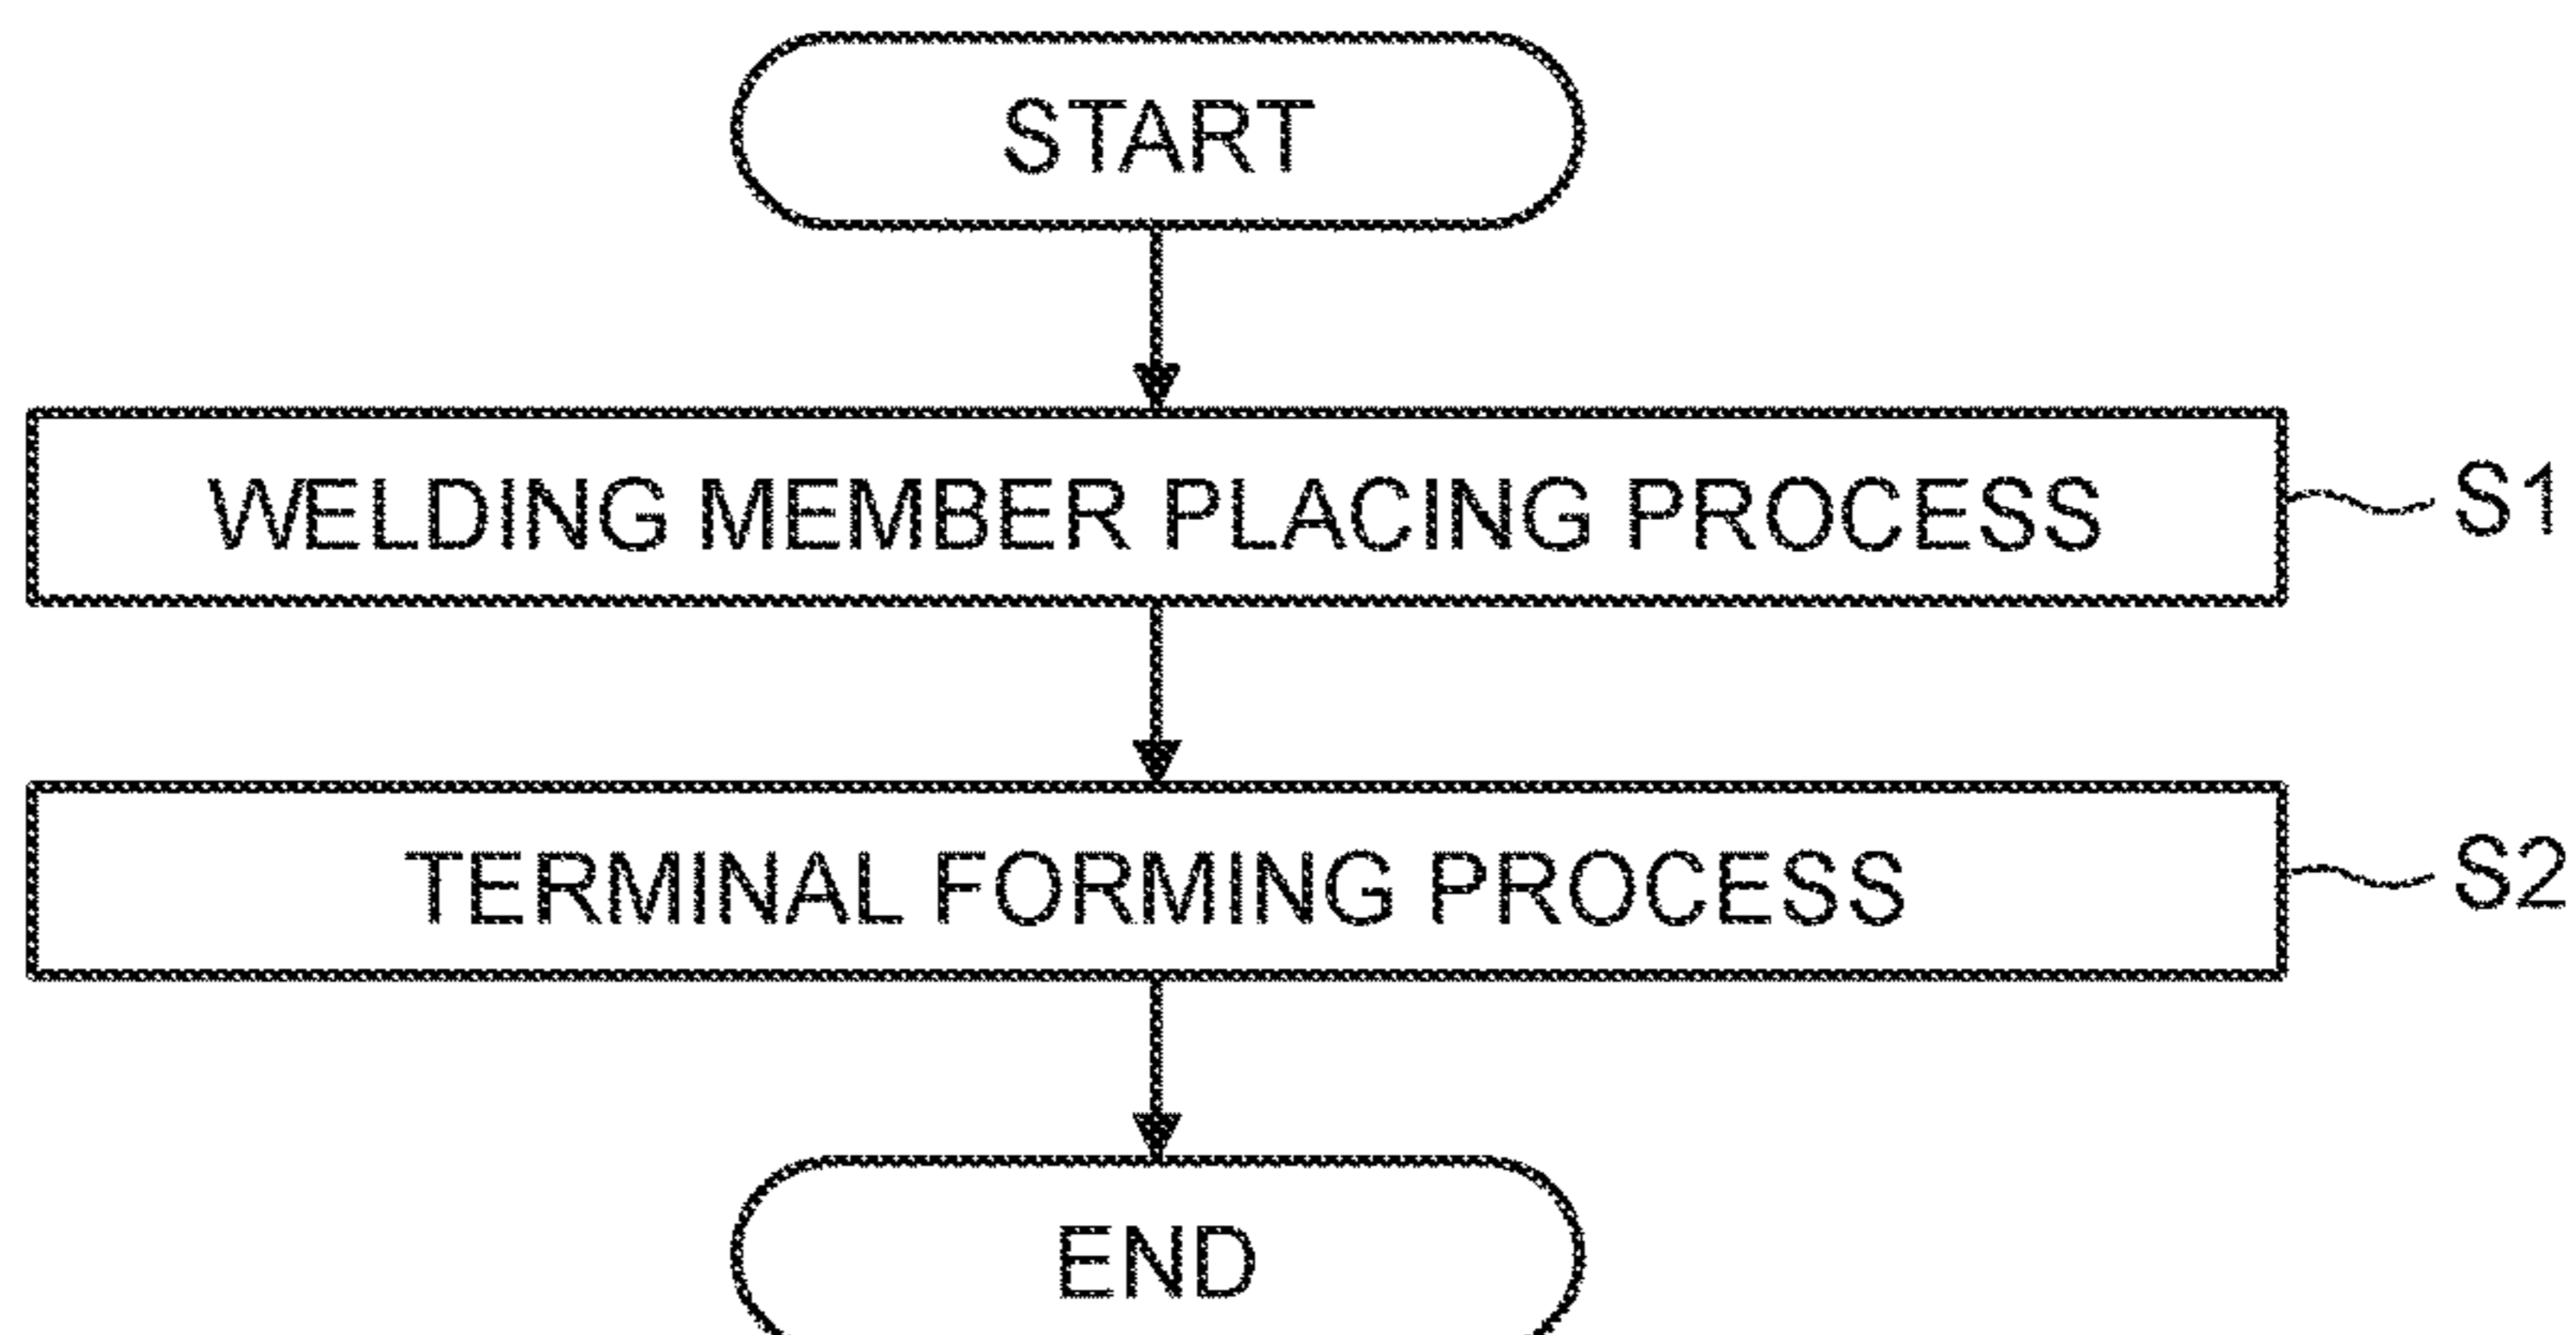 START
WELDING MEMBER PLACING PROCESS
S1
TERMINAL FORMING PROCESS
S2
END